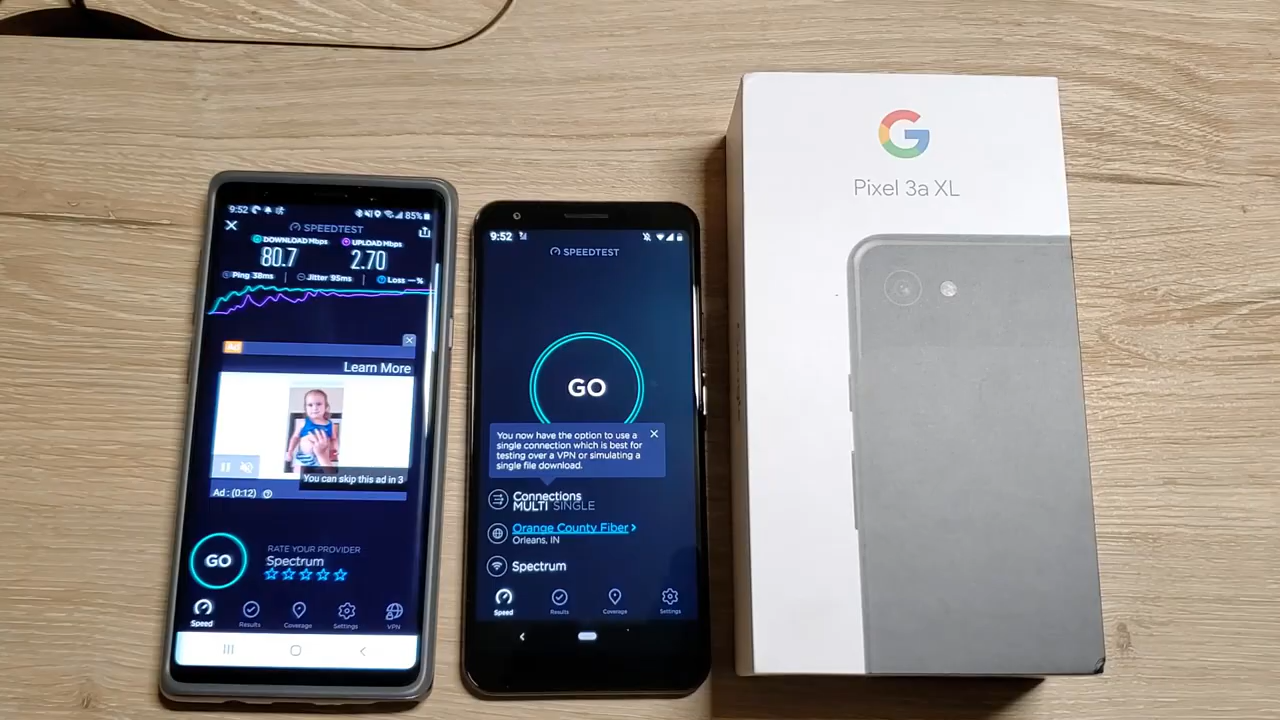 9:52
85%
SPEEDTEST
DOWNLOAD Mbps
UPLOAD Mbps
80.7
2.70
Ping 38ms
Jitter 95ms
Loss —%
Ad
Learn More
You can skip this ad in 3
Ad : (0:12)
GO
RATE YOUR PROVIDER
Spectrum
Speed
Results
Coverage
Settings
VPN
9:52
SPEEDTEST
GO
You now have the option to use a
single connection which is best for
testing over a VPN or simulating a
single file download.
Connections
MULTI SINGLE
Orange County Fiber >
Orleans, IN
Spectrum
Speed
Results
Coverage
Settings
G
Pixel 3a XL